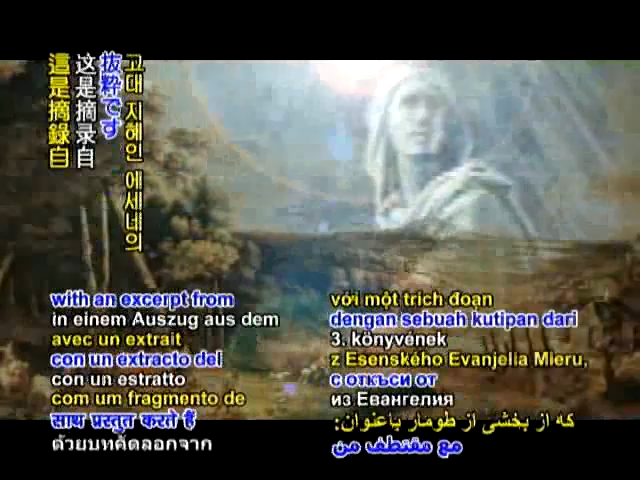 這是摘錄自
这是摘录自
抜粋です
고대 지혜인 에세네의
with an excerpt from
in einem Auszug aus dem
avec un extrait
con un extracto del
con un estratto
com um fragmento de
साथ प्रस्तुत करते हैं
ด้วยบทคัดลอกจาก
với một trích đoạn
dengan sebuah kutipan dari
3. könyvének
z Esenského Evanjelia Mieru,
с откъси от
из Евангелия
که از بخشی از طومار باعنوان:
مع مقتطف من